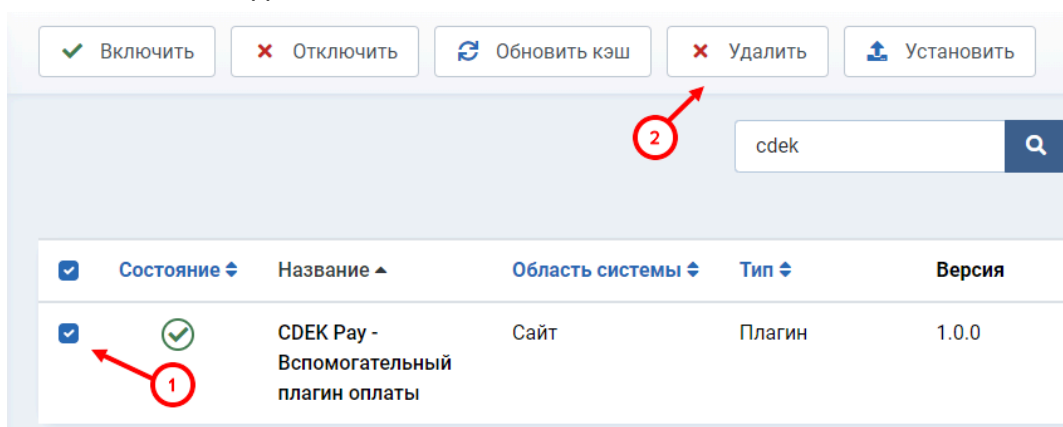 Включить Отключить Обновить кэш Удалить Установить
2
cdek
Состояние Название Область системы Тип Версия
CDEK Pay - Сайт Плагин 1.0.0
Вспомогательный
плагин оплаты
1